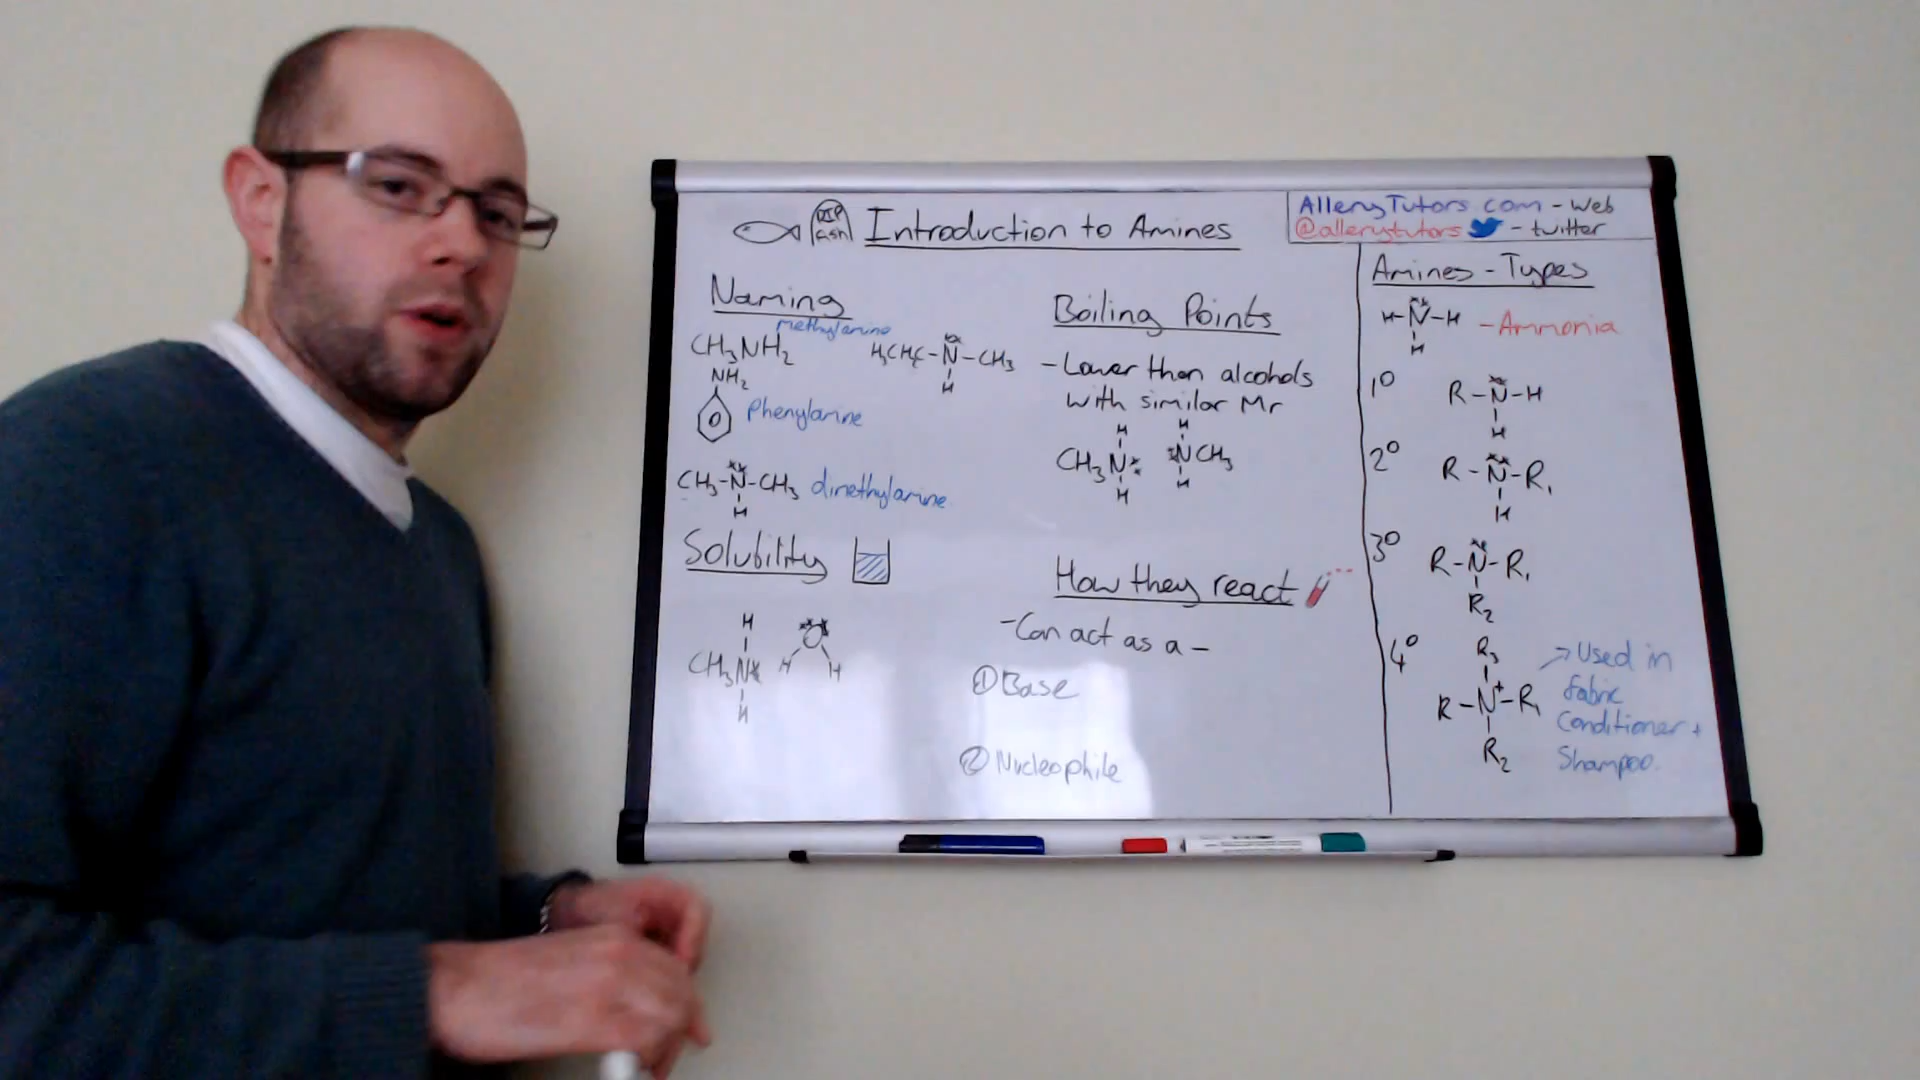 RIP
FISH
Introduction to Amines
AlleryTutors.com - Web
@allerytutors - twitter
Naming
methylamine
CH3NH2
H3CH2C-N-CH3
H
NH2
Phenylamine
CH3-N-CH3 dimethylamine
H
Solubility
H
CH3N
H
O
H H
Boiling Points
- Lower than alcohols
with similar Mr
H H
CH3N NCH3
H H
How they react
- Can act as a -
① Base
② Nucleophile
Amines - Types
H-N-H - Ammonia
H
1° R-N-H
H
2° R-N-R1
H
3° R-N-R1
R2
4° R3
R-N+-R1
R2
→ Used in
fabric
Conditioner +
Shampoo.